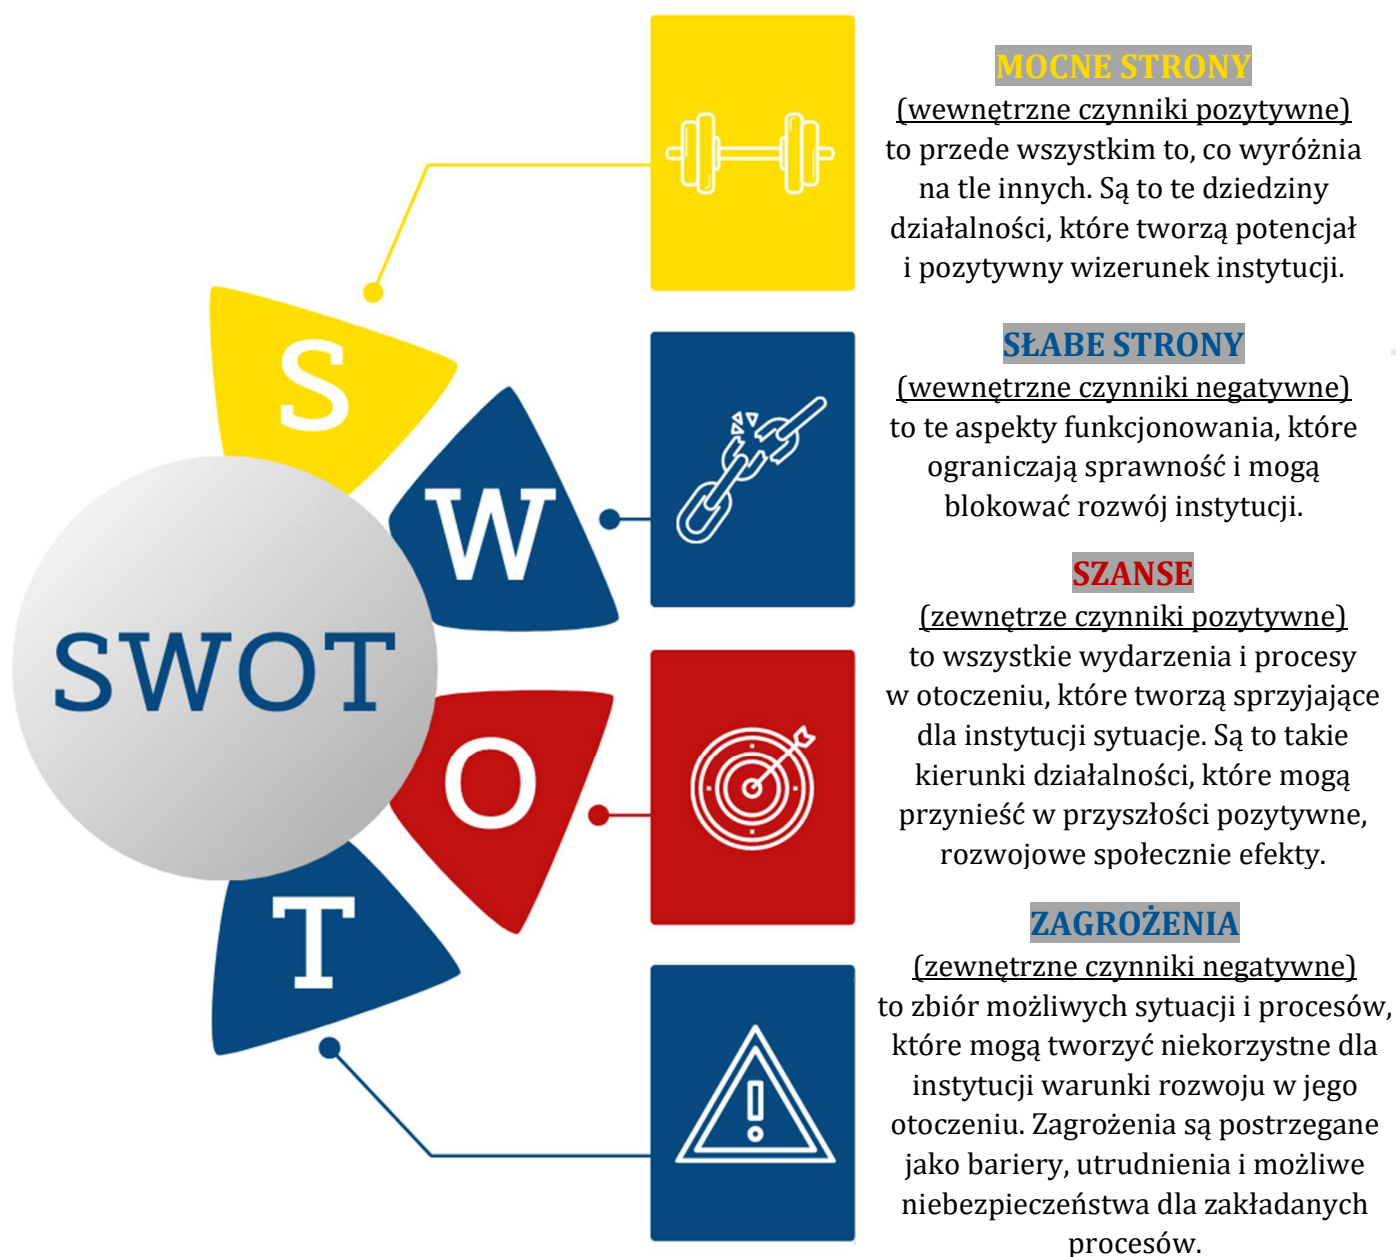 MOCNE STRONY
(wewnętrzne czynniki pozytywne)
to przede wszystkim to, co wyróżnia
na tle innych. Są to te dziedziny
działalności, które tworzą potencjał
i pozytywny wizerunek instytucji.
S
SŁABE STRONY
(wewnętrzne czynniki negatywne)
to te aspekty funkcjonowania, które
ograniczają sprawność i mogą
blokować rozwój instytucji.
W
SWOT
SZANSE
(zewnętrze czynniki pozytywne)
to wszystkie wydarzenia i procesy
w otoczeniu, które tworzą sprzyjające
dla instytucji sytuacje. Są to takie
kierunki działalności, które mogą
przynieść w przyszłości pozytywne,
rozwojowe społecznie efekty.
O
T
ZAGROŻENIA
(zewnętrzne czynniki negatywne)
to zbiór możliwych sytuacji i procesów,
które mogą tworzyć niekorzystne dla
instytucji warunki rozwoju w jego
otoczeniu. Zagrożenia są postrzegane
jako bariery, utrudnienia i możliwe
niebezpieczeństwa dla zakładanych
procesów.